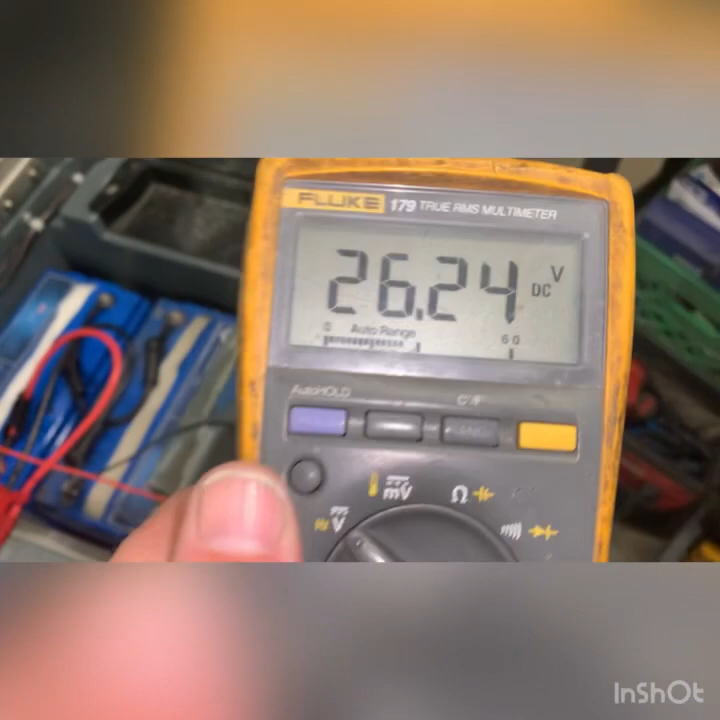 FLUKE 179 TRUE RMS MULTIMETER
26.24 V
DC
0 Auto Range 60
AutoHOLD C°/F
mV Ω
V
InShOt